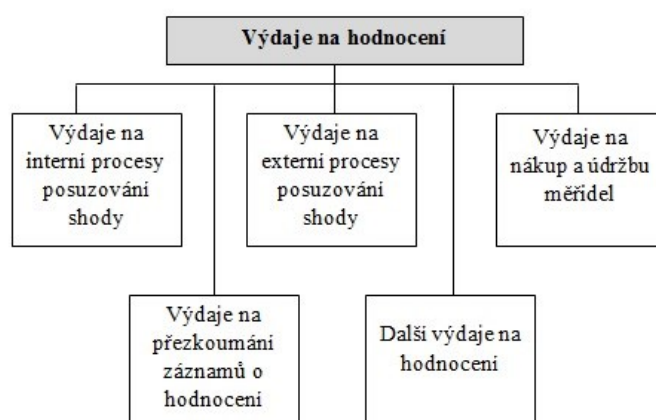 Výdaje na hodnocení
Výdaje na
interní procesy
posuzování
shody
Výdaje na
externí procesy
posuzování
shody
Výdaje na
nákup a údržbu
měřidel
Výdaje na
přezkoumání
záznamů o
hodnocení
Další výdaje na
hodnocení